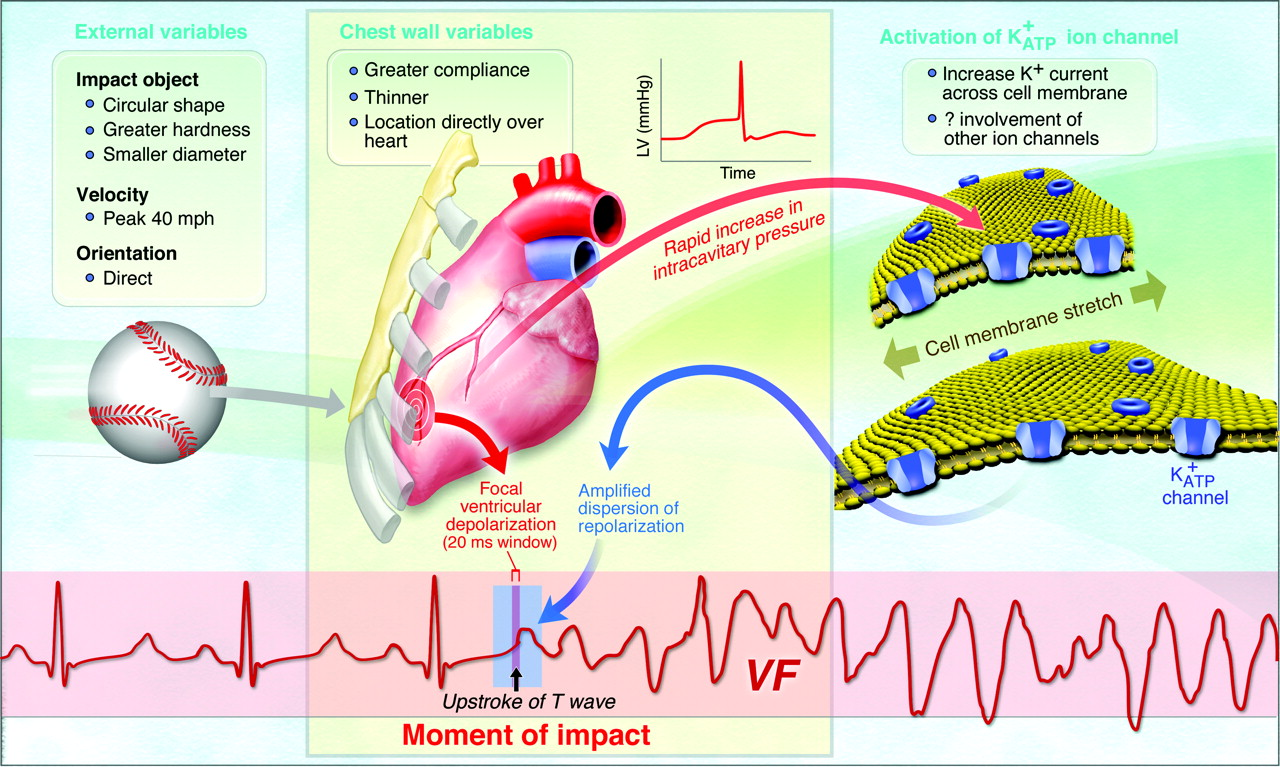 External variables
Impact object
Circular shape
Greater hardness
Smaller diameter
Velocity
Peak 40 mph
Orientation
Direct
Chest wall variables
Greater compliance
Thinner
Location directly over
heart
LV (mmHg)
Time
Rapid increase in
intracavitary pressure
Activation of K+ATP ion channel
Increase K+ current
across cell membrane
? involvement of
other ion channels
Cell membrane stretch
K+ATP
channel
Focal
ventricular
depolarization
(20 ms window)
Amplified
dispersion of
repolarization
VF
Upstroke of T wave
Moment of impact